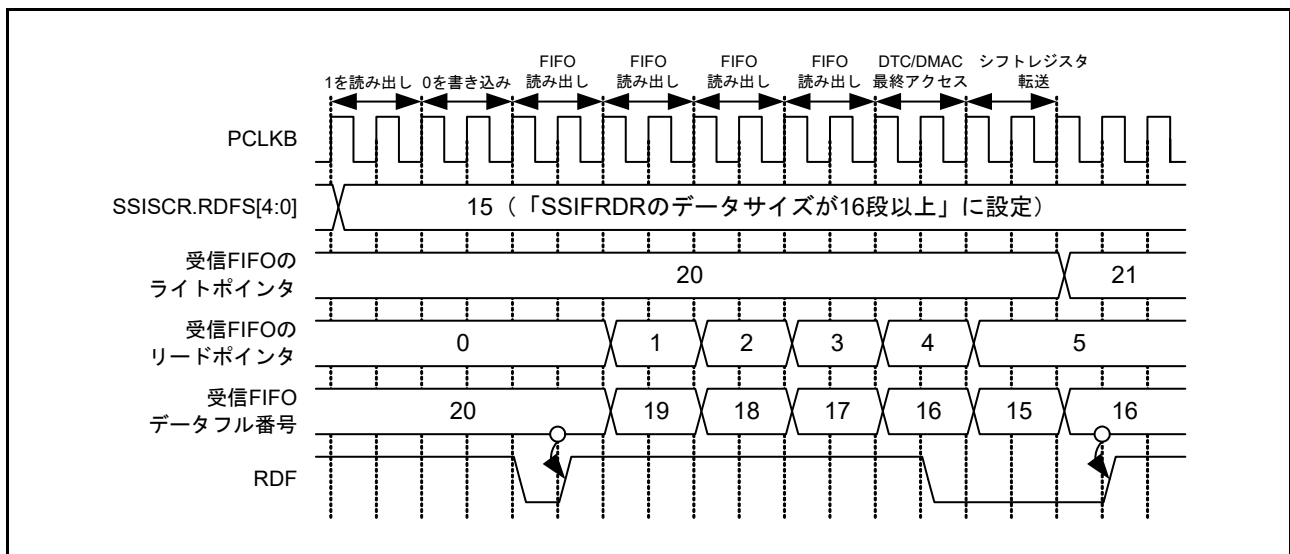 FIFO FIFO FIFO FIFO DTC/DMAC シフトレジスタ
1を読み出し 0を書き込み 読み出し 読み出し 読み出し 読み出し 最終アクセス 転送
PCLKB
SSISCR.RDFS[4:0] 15（「SSIFRDRのデータサイズが16段以上」に設定）
受信FIFOの
ライトポインタ
20 21
受信FIFOの
リードポインタ
0 1 2 3 4 5
受信FIFO
データフル番号
20 19 18 17 16 15 16
RDF